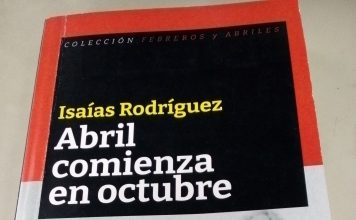 COLECCIÓN FEBREROS y ABRILES
Isaías Rodríguez
Abril
comienza
en octubre